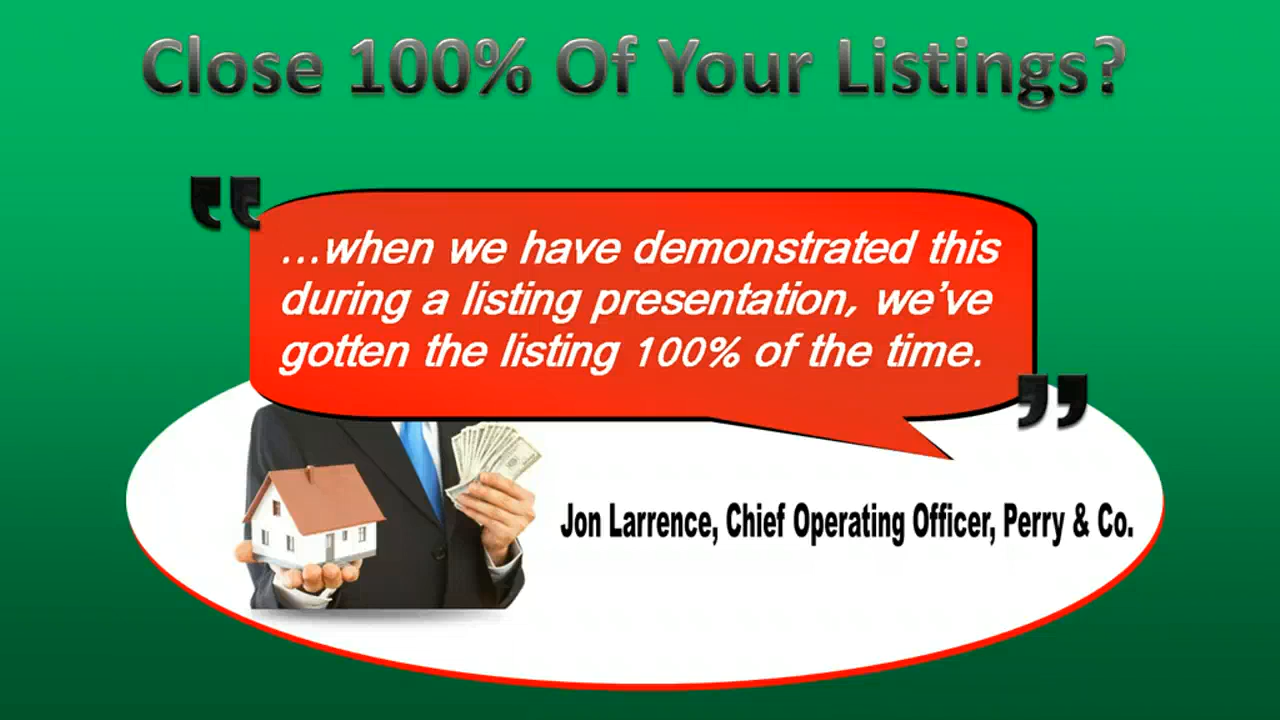 Close 100% Of Your Listings?
"
...when we have demonstrated this
during a listing presentation, we've
gotten the listing 100% of the time.
"
Jon Larrence, Chief Operating Officer, Perry & Co.